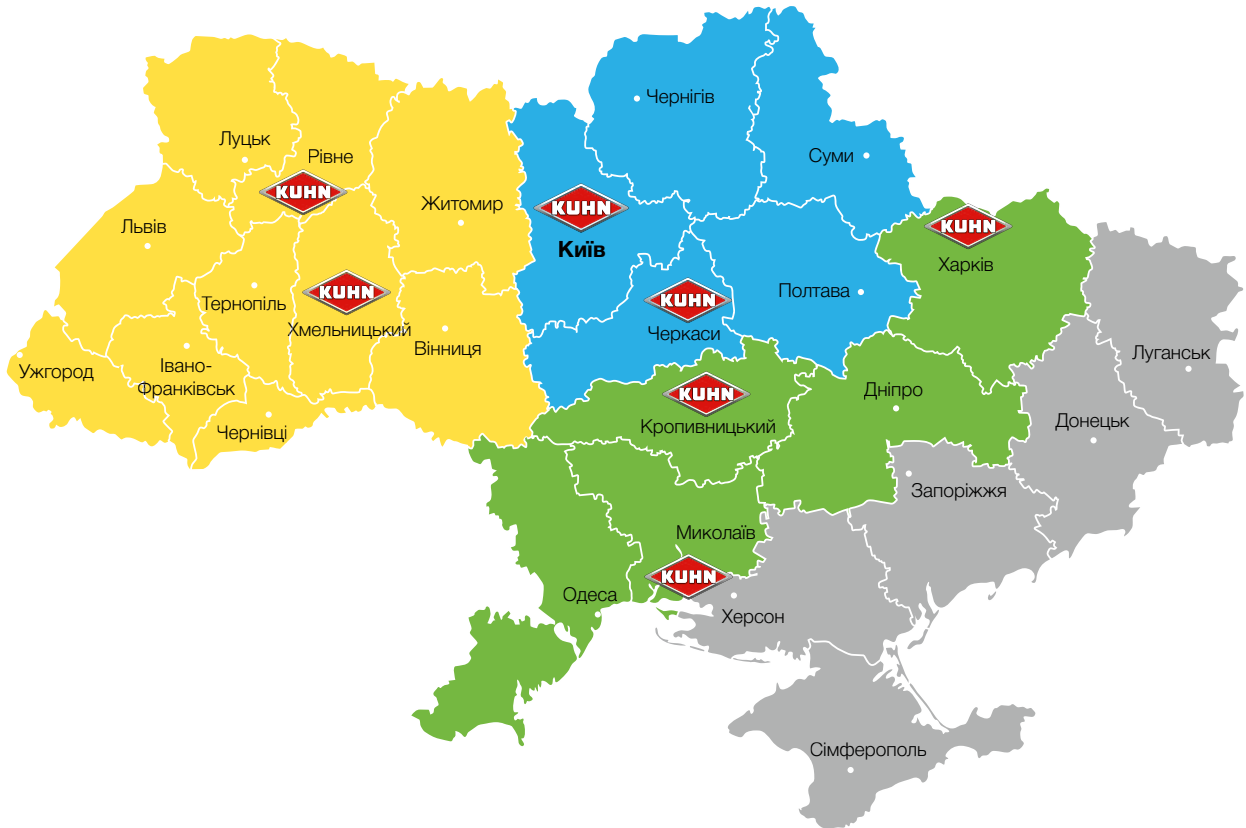 Чернігів
Луцьк
Рівне
Суми
KUHN
Житомир
KUHN
KUHN
Львів
Київ
Харків
Тернопіль
KUHN
Хмельницький
KUHN
Черкаси
Полтава
Вінниця
Луганськ
Ужгород
Івано-
Франківськ
KUHN
Кропивницький
Дніпро
Донецьк
Чернівці
Запоріжжя
Миколаїв
KUHN
Одеса
Херсон
Сімферополь